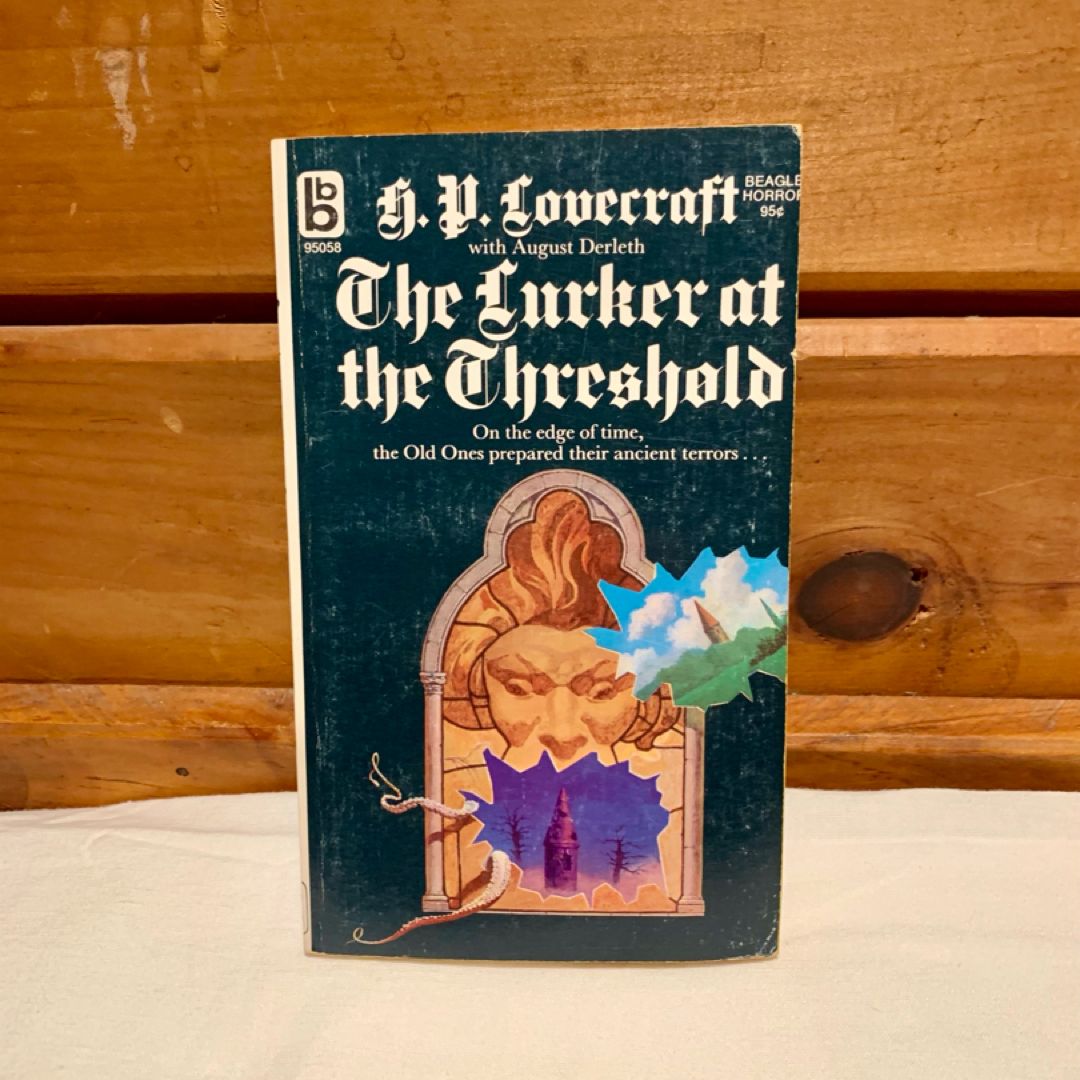 bb
95058
H. P. Lovecraft
BEAGLE
HORROR
95¢
with August Derleth
The Lurker at
the Threshold
On the edge of time,
the Old Ones prepared their ancient terrors . . .